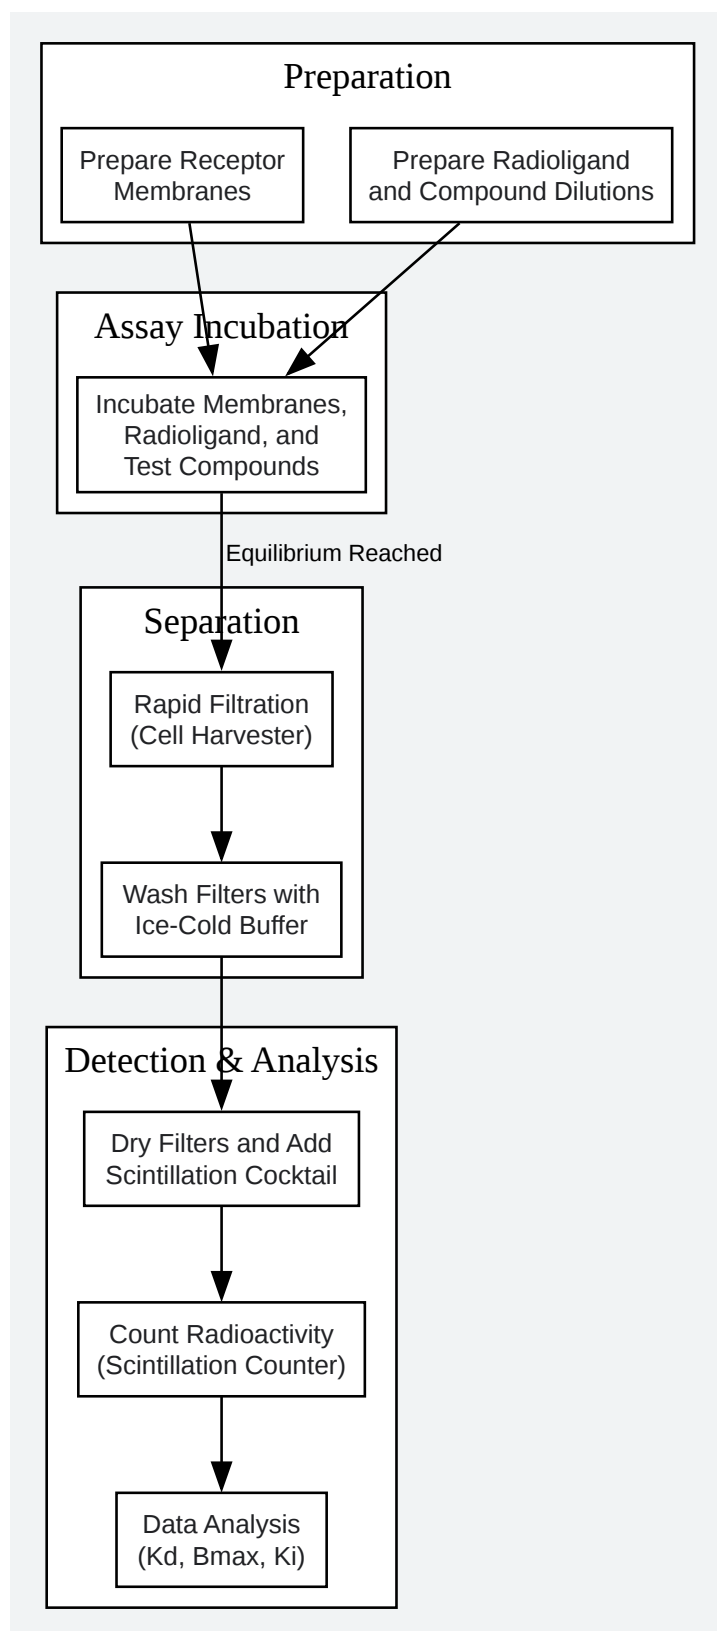 Preparation
Prepare Receptor
Membranes
Prepare Radioligand
and Compound Dilutions
Assay Incubation
Incubate Membranes,
Radioligand, and
Test Compounds
Equilibrium Reached
Separation
Rapid Filtration
(Cell Harvester)
Wash Filters with
Ice-Cold Buffer
Detection & Analysis
Dry Filters and Add
Scintillation Cocktail
Count Radioactivity
(Scintillation Counter)
Data Analysis
(Kd, Bmax, Ki)